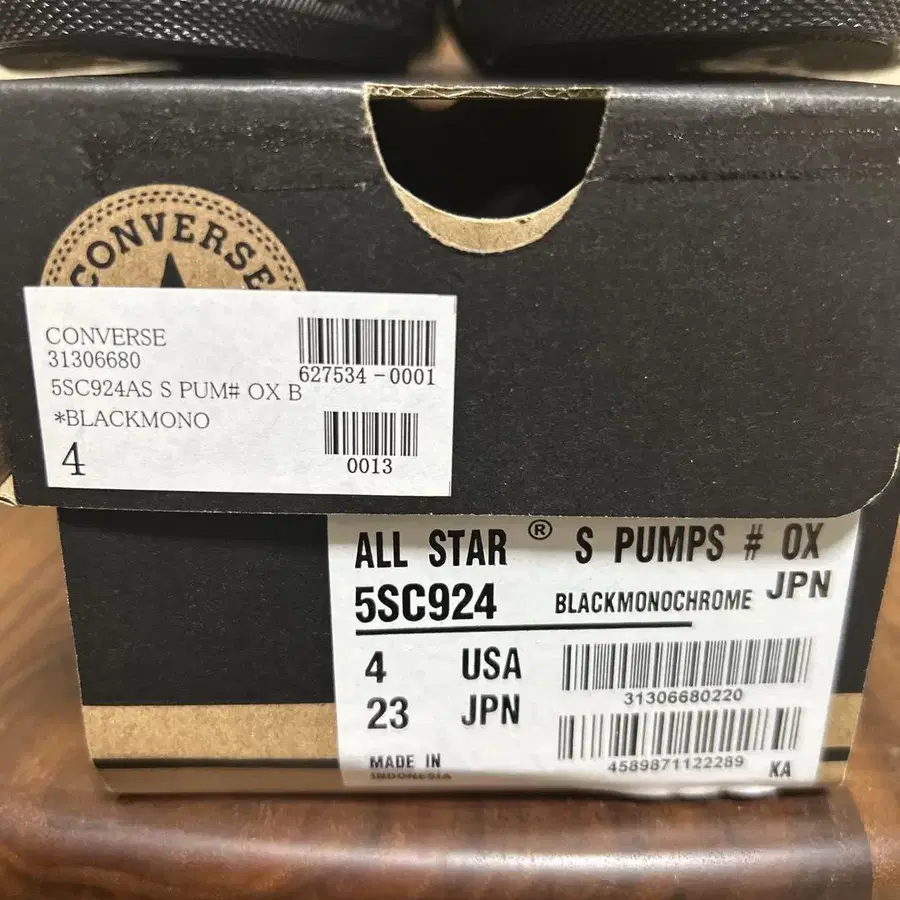 CONVERSE
CONVERSE
31306680
5SC924AS S PUM# OX B
*BLACKMONO
4
627534-0001
0013
ALL STAR ® S PUMPS # OX
5SC924 BLACKMONOCHROME JPN
4 USA
31306680220
23 JPN
4589871122289 KA
MADE IN
INDONESIA